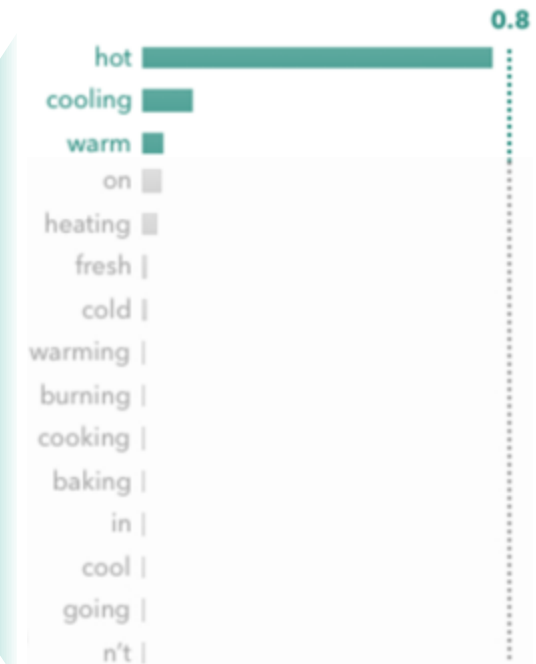 0.8
hot
cooling
warm
on
heating
fresh
cold
warming
burning
cooking
baking
in
cool
going
n't